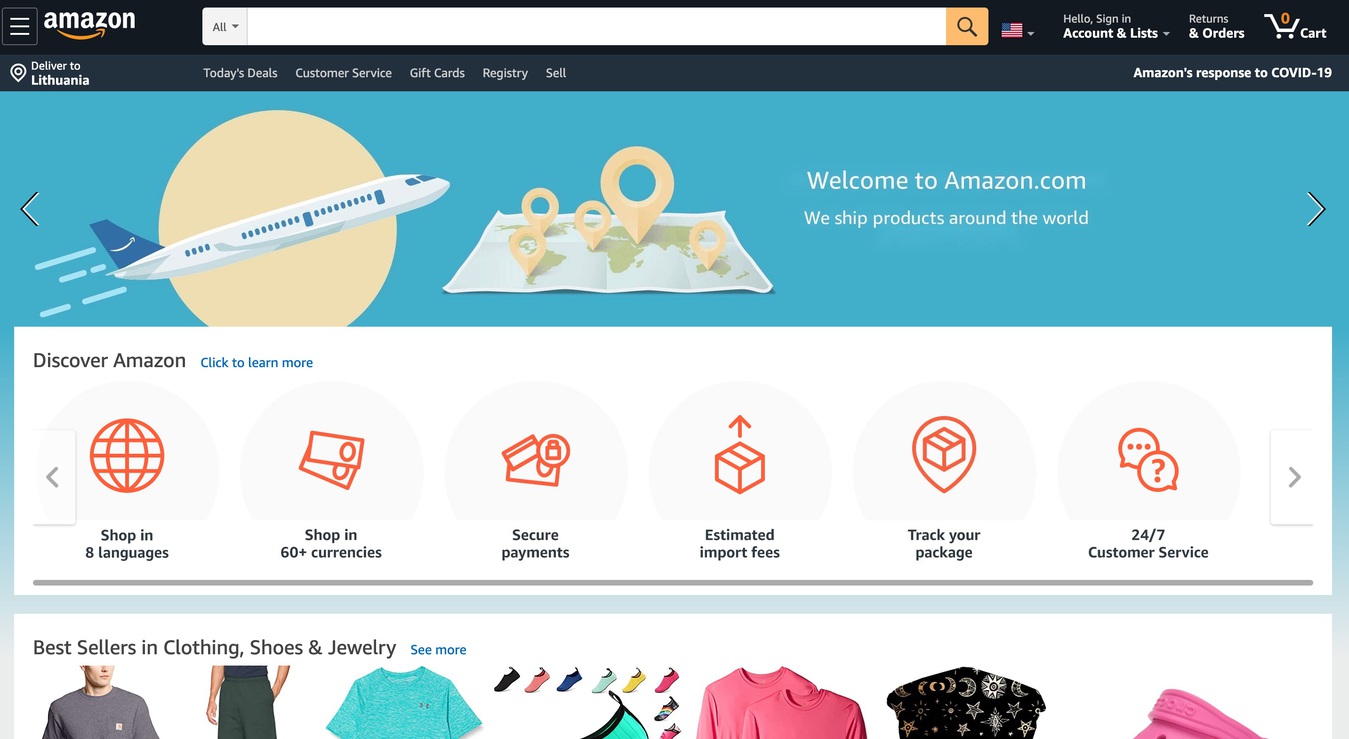 amazon
All
Hello, Sign in
Account & Lists
Returns
& Orders
0
Cart
Deliver to
Lithuania
Today's Deals
Customer Service
Gift Cards
Registry
Sell
Amazon's response to COVID-19
Welcome to Amazon.com
We ship products around the world
Discover Amazon
Click to learn more
Shop in
8 languages
Shop in
60+ currencies
Secure
payments
Estimated
import fees
Track your
package
24/7
Customer Service
Best Sellers in Clothing, Shoes & Jewelry
See more